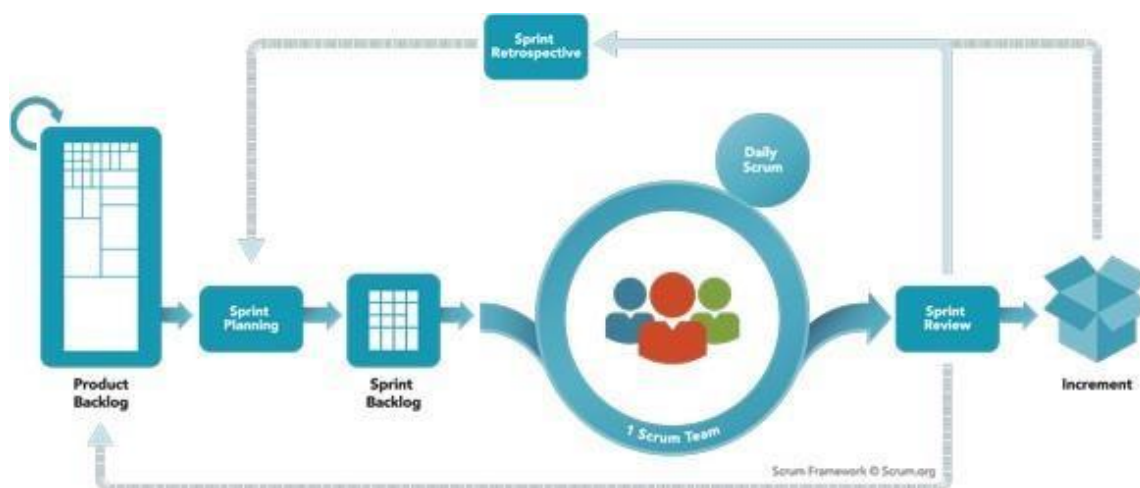 Sprint
Retrospective
Daily
Scrum
Sprint
Planning
Sprint
Review
Product
Backlog
Sprint
Backlog
1 Scrum Team
Increment
Scrum Framework © Scrum.org